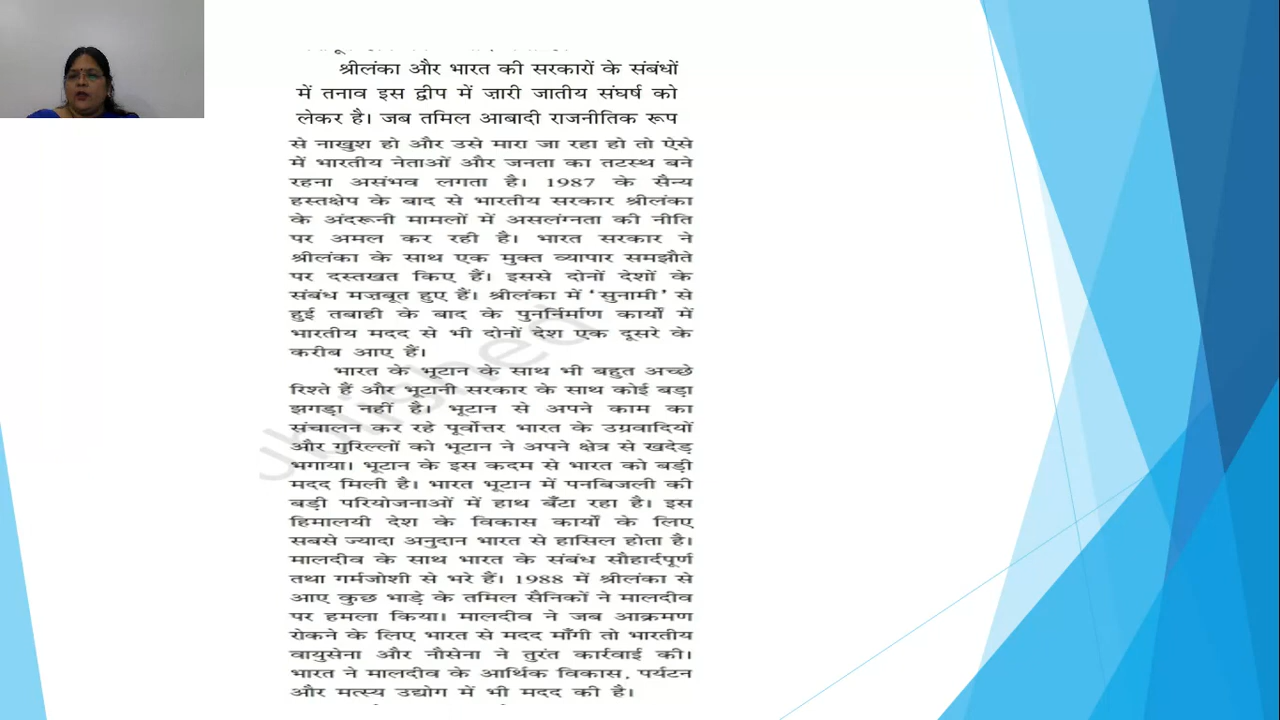 श्रीलंका और भारत की सरकारों के संबंधों
में तनाव इस द्वीप में ज़ारी जातीय संघर्ष को
लेकर है। जब तमिल आबादी राजनीतिक रूप
से नाखुश हो और उसे मारा जा रहा हो तो ऐसे
में भारतीय नेताओं और जनता का तटस्थ बने
रहना असंभव लगता है। 1987 के सैन्य
हस्तक्षेप के बाद से भारतीय सरकार श्रीलंका
के अंदरूनी मामलों में असलंग्नता की नीति
पर अमल कर रही है। भारत सरकार ने
श्रीलंका के साथ एक मुक्त व्यापार समझौते
पर दस्तखत किए हैं। इससे दोनों देशों के
संबंध मज़बूत हुए हैं। श्रीलंका में ‘सुनामी’ से
हुई तबाही के बाद के पुनर्निर्माण कार्यों में
भारतीय मदद से भी दोनों देश एक दूसरे के
करीब आए हैं।
भारत के भूटान के साथ भी बहुत अच्छे
रिश्ते हैं और भूटानी सरकार के साथ कोई बड़ा
झगड़ा नहीं है। भूटान से अपने काम का
संचालन कर रहे पूर्वोत्तर भारत के उग्रवादियों
और गुरिल्लों को भूटान ने अपने क्षेत्र से खदेड़
भगाया। भूटान के इस कदम से भारत को बड़ी
मदद मिली है। भारत भूटान में पनबिजली की
बड़ी परियोजनाओं में हाथ बँटा रहा है। इस
हिमालयी देश के विकास कार्यों के लिए
सबसे ज्यादा अनुदान भारत से हासिल होता है।
मालदीव के साथ भारत के संबंध सौहार्दपूर्ण
तथा गर्मजोशी से भरे हैं। 1988 में श्रीलंका से
आए कुछ भाड़े के तमिल सैनिकों ने मालदीव
पर हमला किया। मालदीव ने जब आक्रमण
रोकने के लिए भारत से मदद माँगी तो भारतीय
वायुसेना और नौसेना ने तुरंत कार्रवाई की।
भारत ने मालदीव के आर्थिक विकास, पर्यटन
और मत्स्य उद्योग में भी मदद की है।